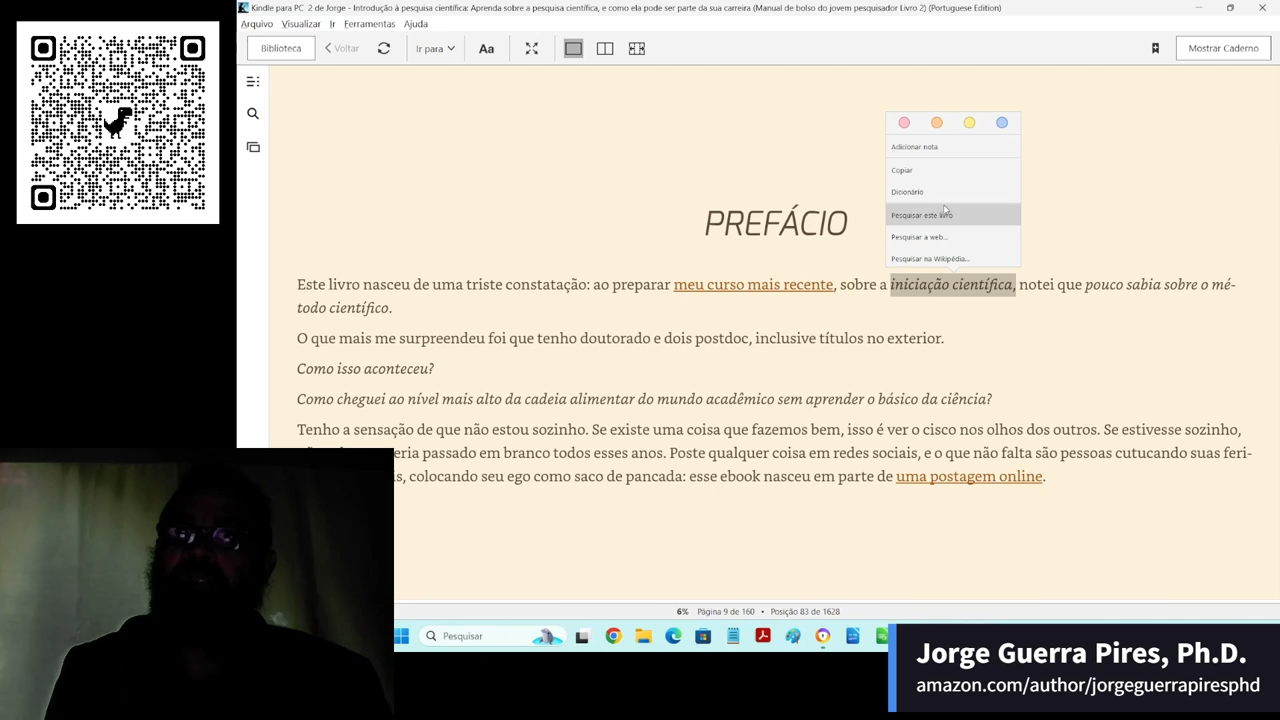 Kindle para PC 2 de Jorge - Introdução à pesquisa científica: Aprenda sobre a pesquisa científica, e como ela pode ser parte da sua carreira (Manual de bolso do jovem pesquisador Livro 2) (Portuguese Edition)
Arquivo Visualizar Ir Ferramentas Ajuda
Biblioteca Voltar Ir para Aa Mostrar Caderno
Adicionar nota
Copiar
Dicionário
Pesquisar este livro
Pesquisar a web...
Pesquisar na Wikipédia...
PREFÁCIO
Este livro nasceu de uma triste constatação: ao preparar meu curso mais recente, sobre a iniciação científica, notei que pouco sabia sobre o mé-
todo científico.
O que mais me surpreendeu foi que tenho doutorado e dois postdoc, inclusive títulos no exterior.
Como isso aconteceu?
Como cheguei ao nível mais alto da cadeia alimentar do mundo acadêmico sem aprender o básico da ciência?
Tenho a sensação de que não estou sozinho. Se existe uma coisa que fazemos bem, isso é ver o cisco nos olhos dos outros. Se estivesse sozinho,
passado em branco todos esses anos. Poste qualquer coisa em redes sociais, e o que não falta são pessoas cutucando suas feri-
colocando seu ego como saco de pancada: esse ebook nasceu em parte de uma postagem online.
6% Página 9 de 160 • Posição 83 de 1628
Pesquisar
Jorge Guerra Pires, Ph.D.
amazon.com/author/jorgeguerrapiresphd